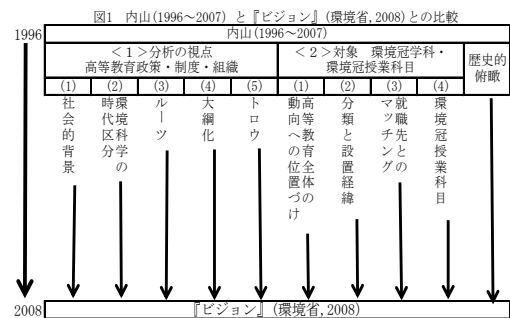 図1 内山(1996~2007) と『ビジョン』(環境省,2008)との比較
1996
内山(1996~2007)
<1>分析の視点
高等教育政策・制度・組織
<2>対象 環境冠学科・
環境冠授業科目
歴史的
俯瞰
(1)
(2)
(3)
(4)
(5)
(1)
(2)
(3)
(4)
社会的背景
環境科学の
時代区分
ルーツ
大綱化
トロウ
高等教育全体の
動向への位置づけ
分類と設置経緯
就職先との
マッチング
環境冠授業科目
2008
『ビジョン』(環境省,2008)